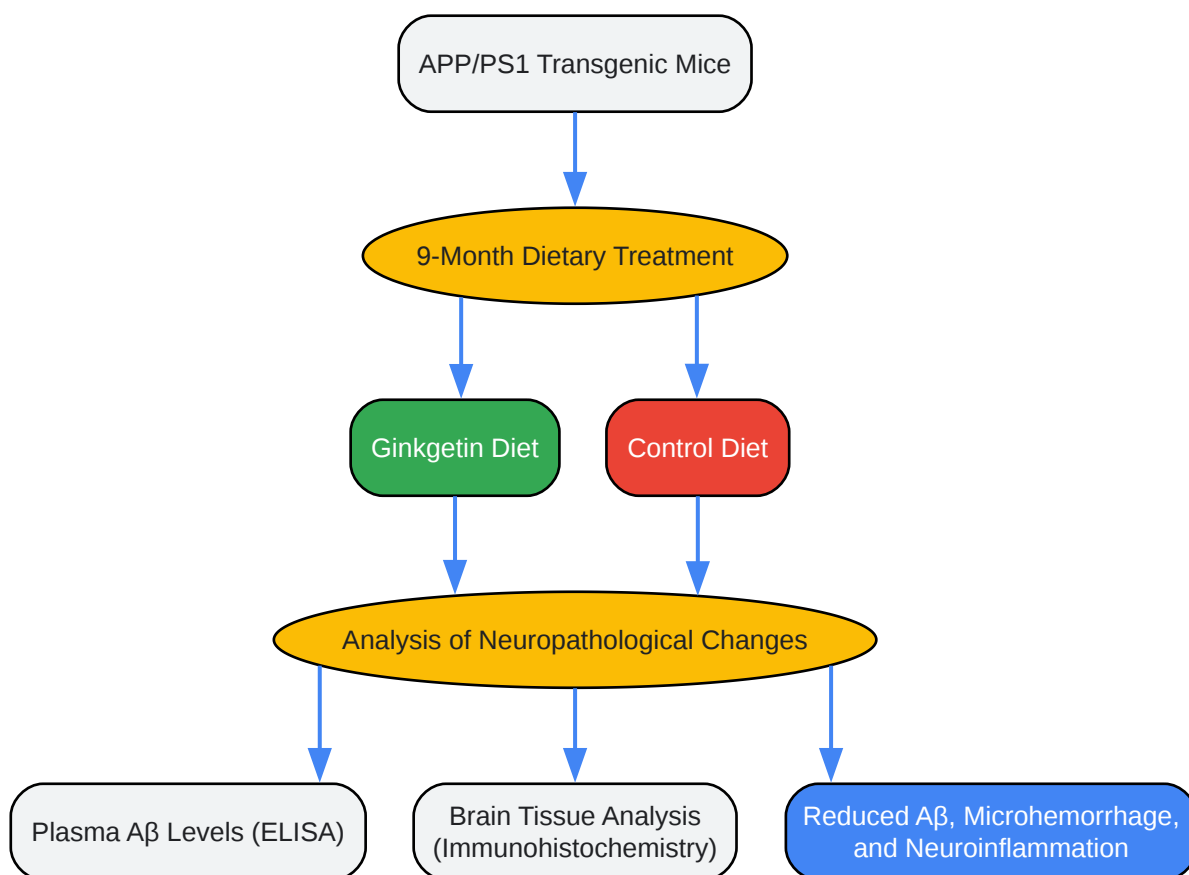 APP/PS1 Transgenic Mice
9-Month Dietary Treatment
Ginkgetin Diet
Control Diet
Analysis of Neuropathological Changes
Plasma Aβ Levels (ELISA)
Brain Tissue Analysis
(Immunohistochemistry)
Reduced Aβ, Microhemorrhage,
and Neuroinflammation